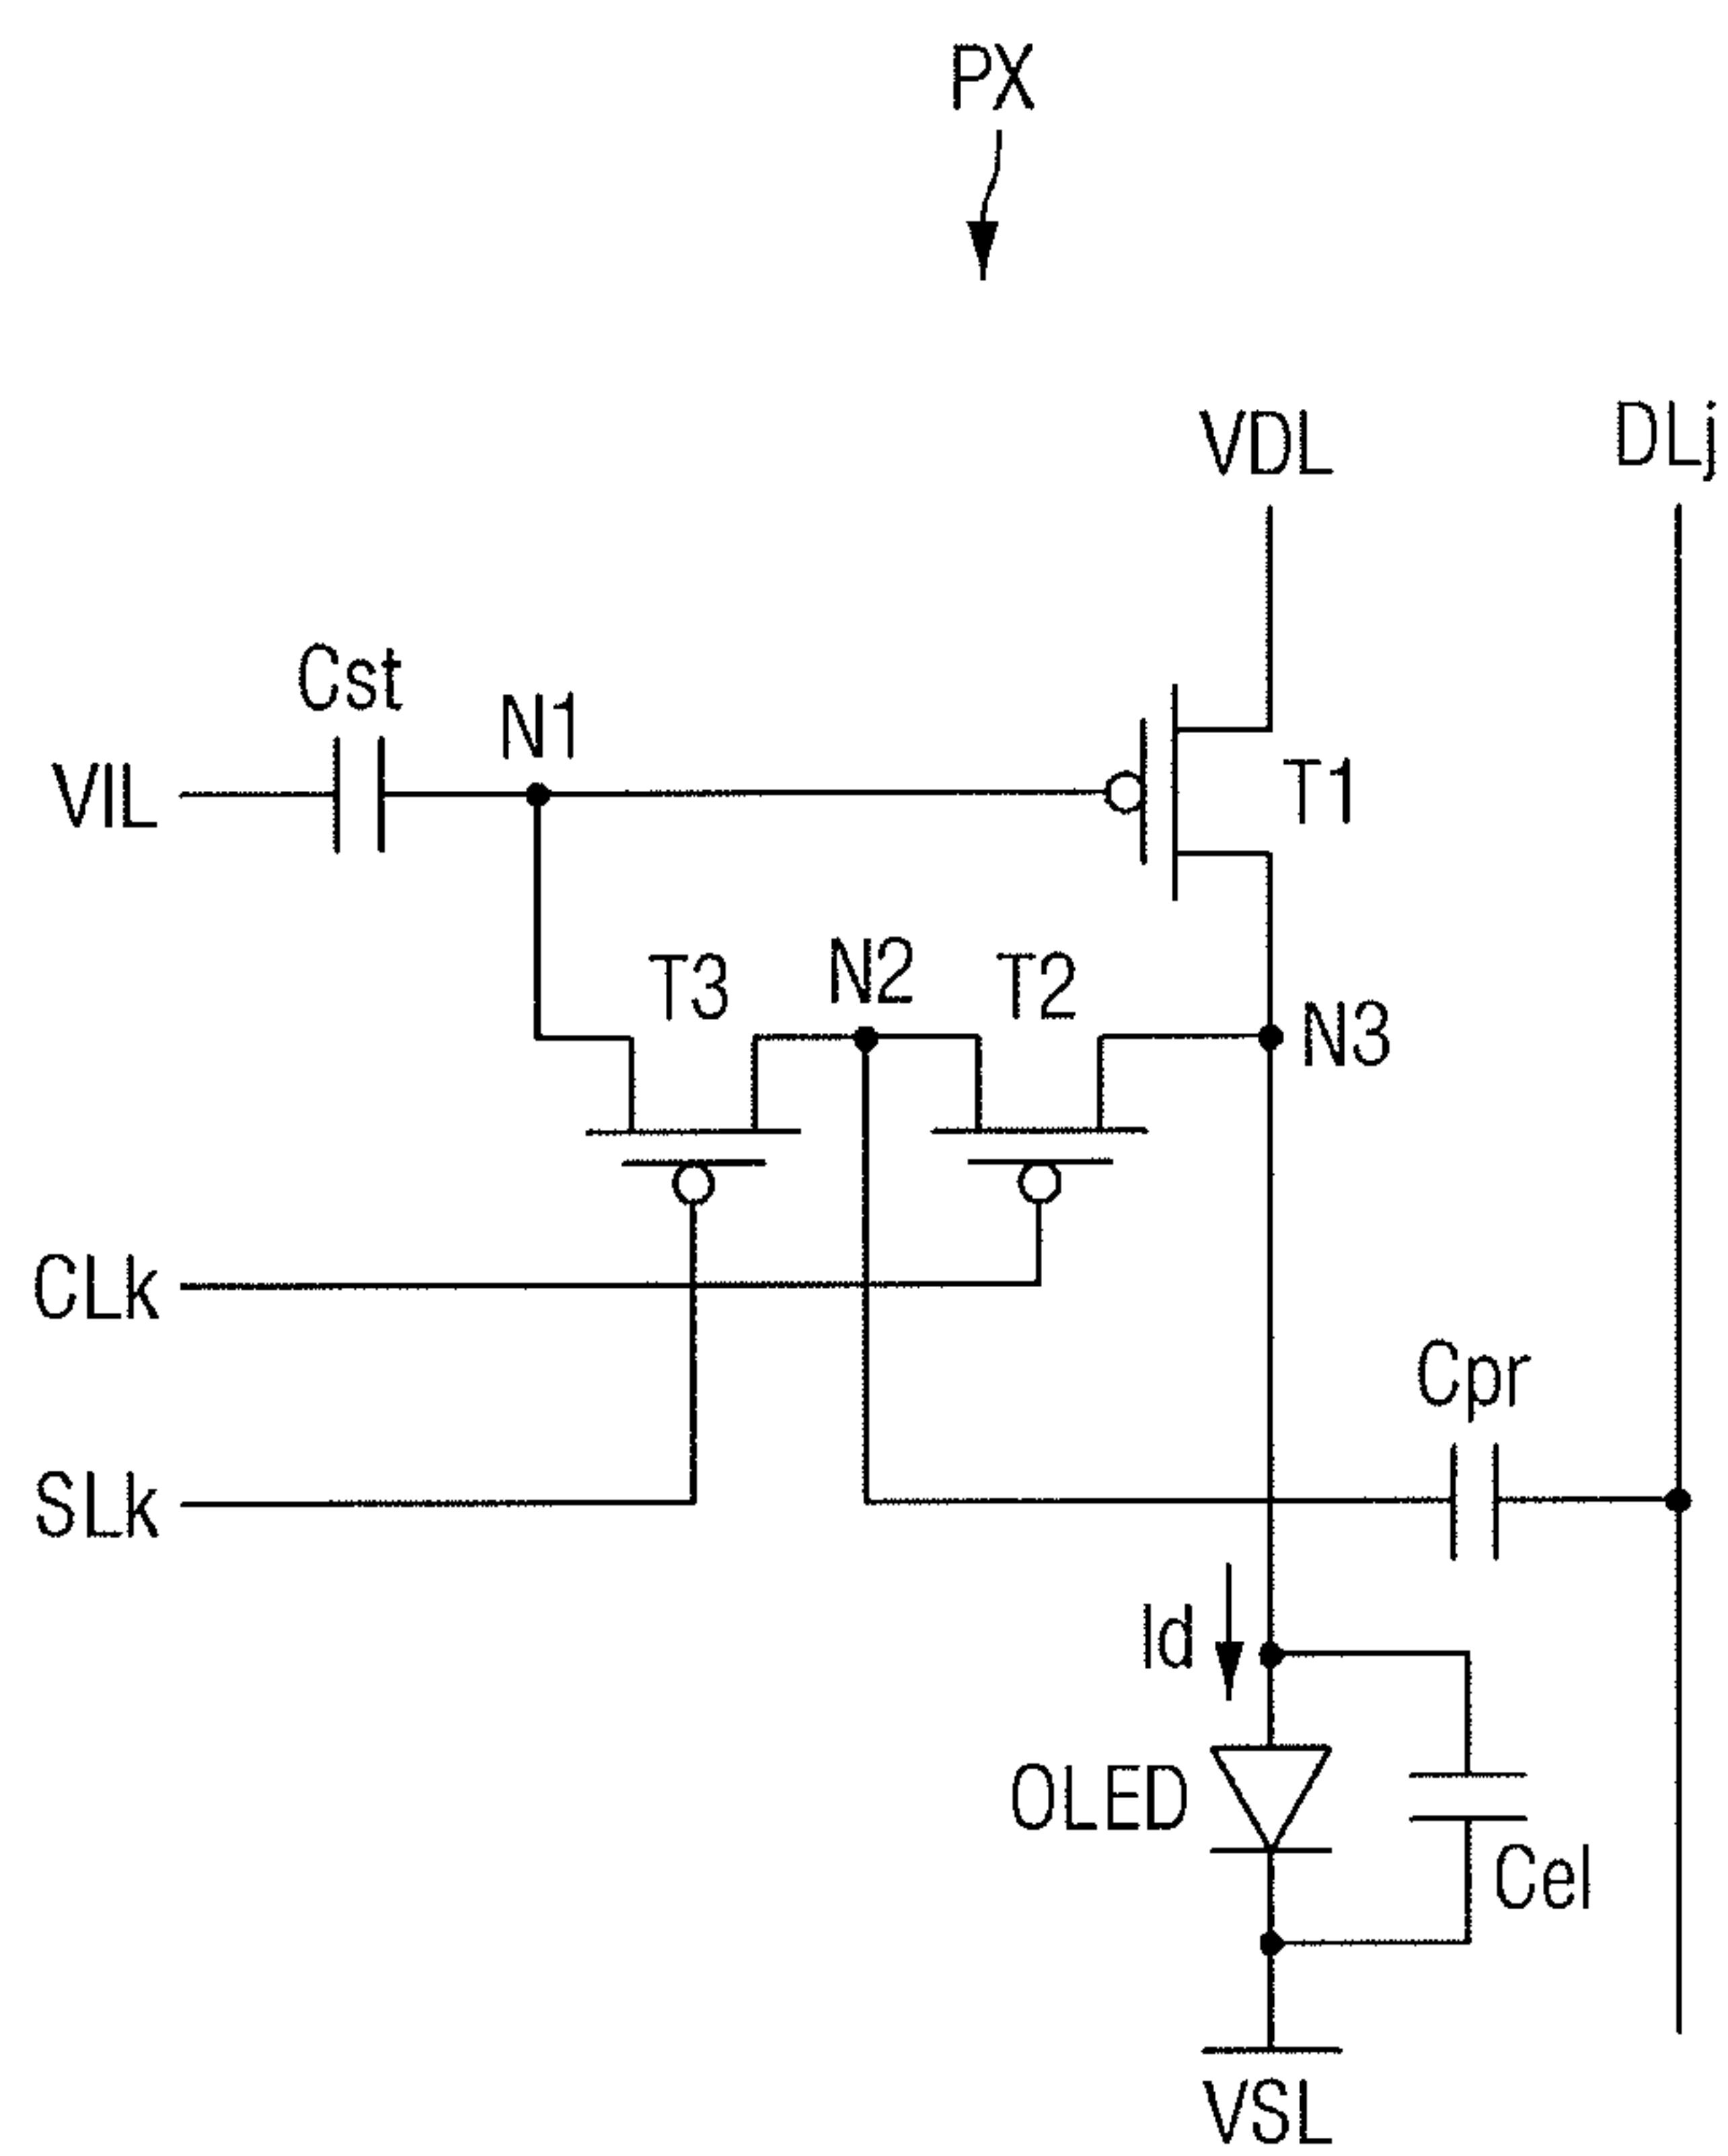 PX
VDL
DLj
Cst
N1
VIL
T1
T3
N2
T2
N3
CLk
Cpr
SLk
Id
OLED
Cel
VSL